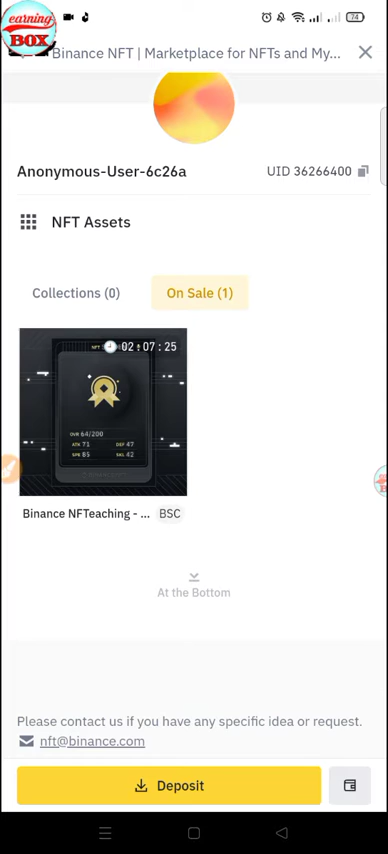 earning
BOX
74
Binance NFT | Marketplace for NFTs and My...
Anonymous-User-6c26a
UID 36266400
NFT Assets
Collections (0)
On Sale (1)
02 : 07 : 25
OVR 64/200
ATK 71 DEF 47
SPR 85 SKL 42
Binance NFTeaching - ...
BSC
At the Bottom
Please contact us if you have any specific idea or request.
nft@binance.com
Deposit